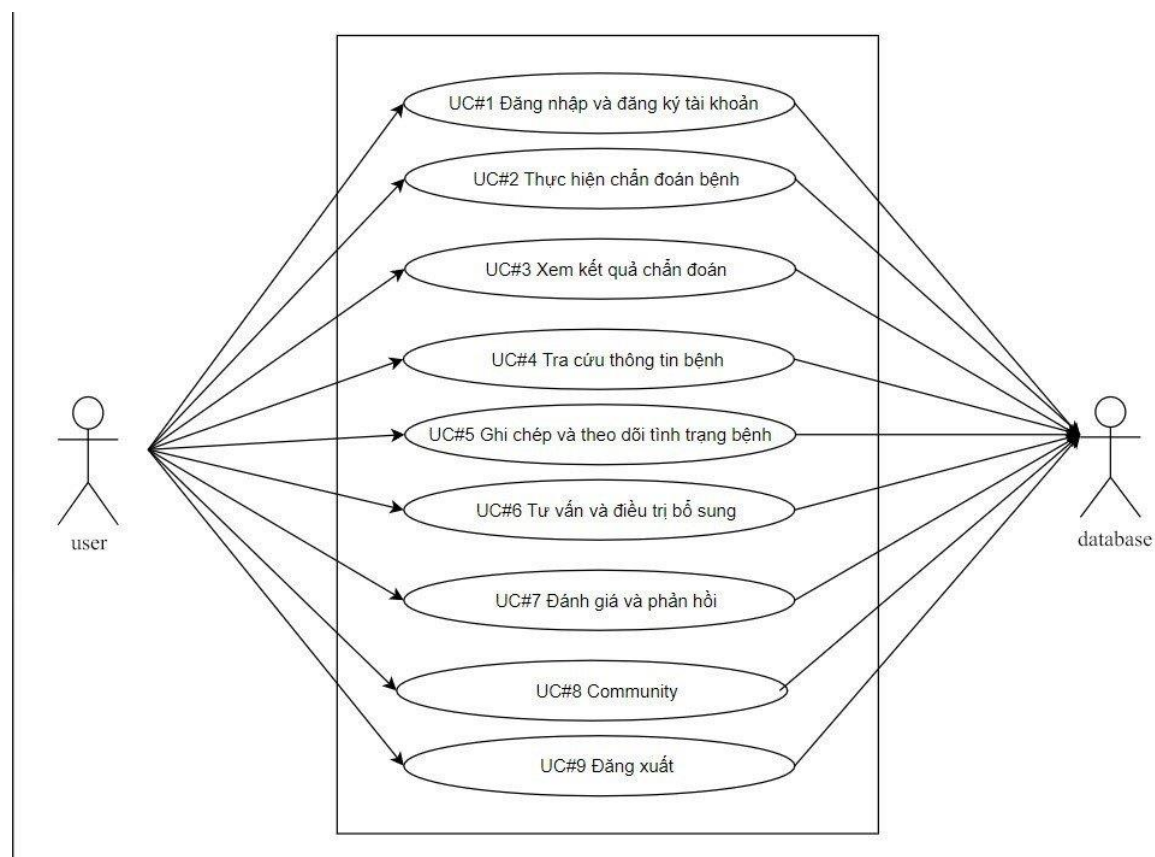 UC#1 Đăng nhập và đăng ký tài khoản
UC#2 Thực hiện chẩn đoán bệnh
UC#3 Xem kết quả chẩn đoán
UC#4 Tra cứu thông tin bệnh
UC#5 Ghi chép và theo dõi tình trạng bệnh
UC#6 Tư vấn và điều trị bổ sung
UC#7 Đánh giá và phản hồi
UC#8 Community
UC#9 Đăng xuất
user
database